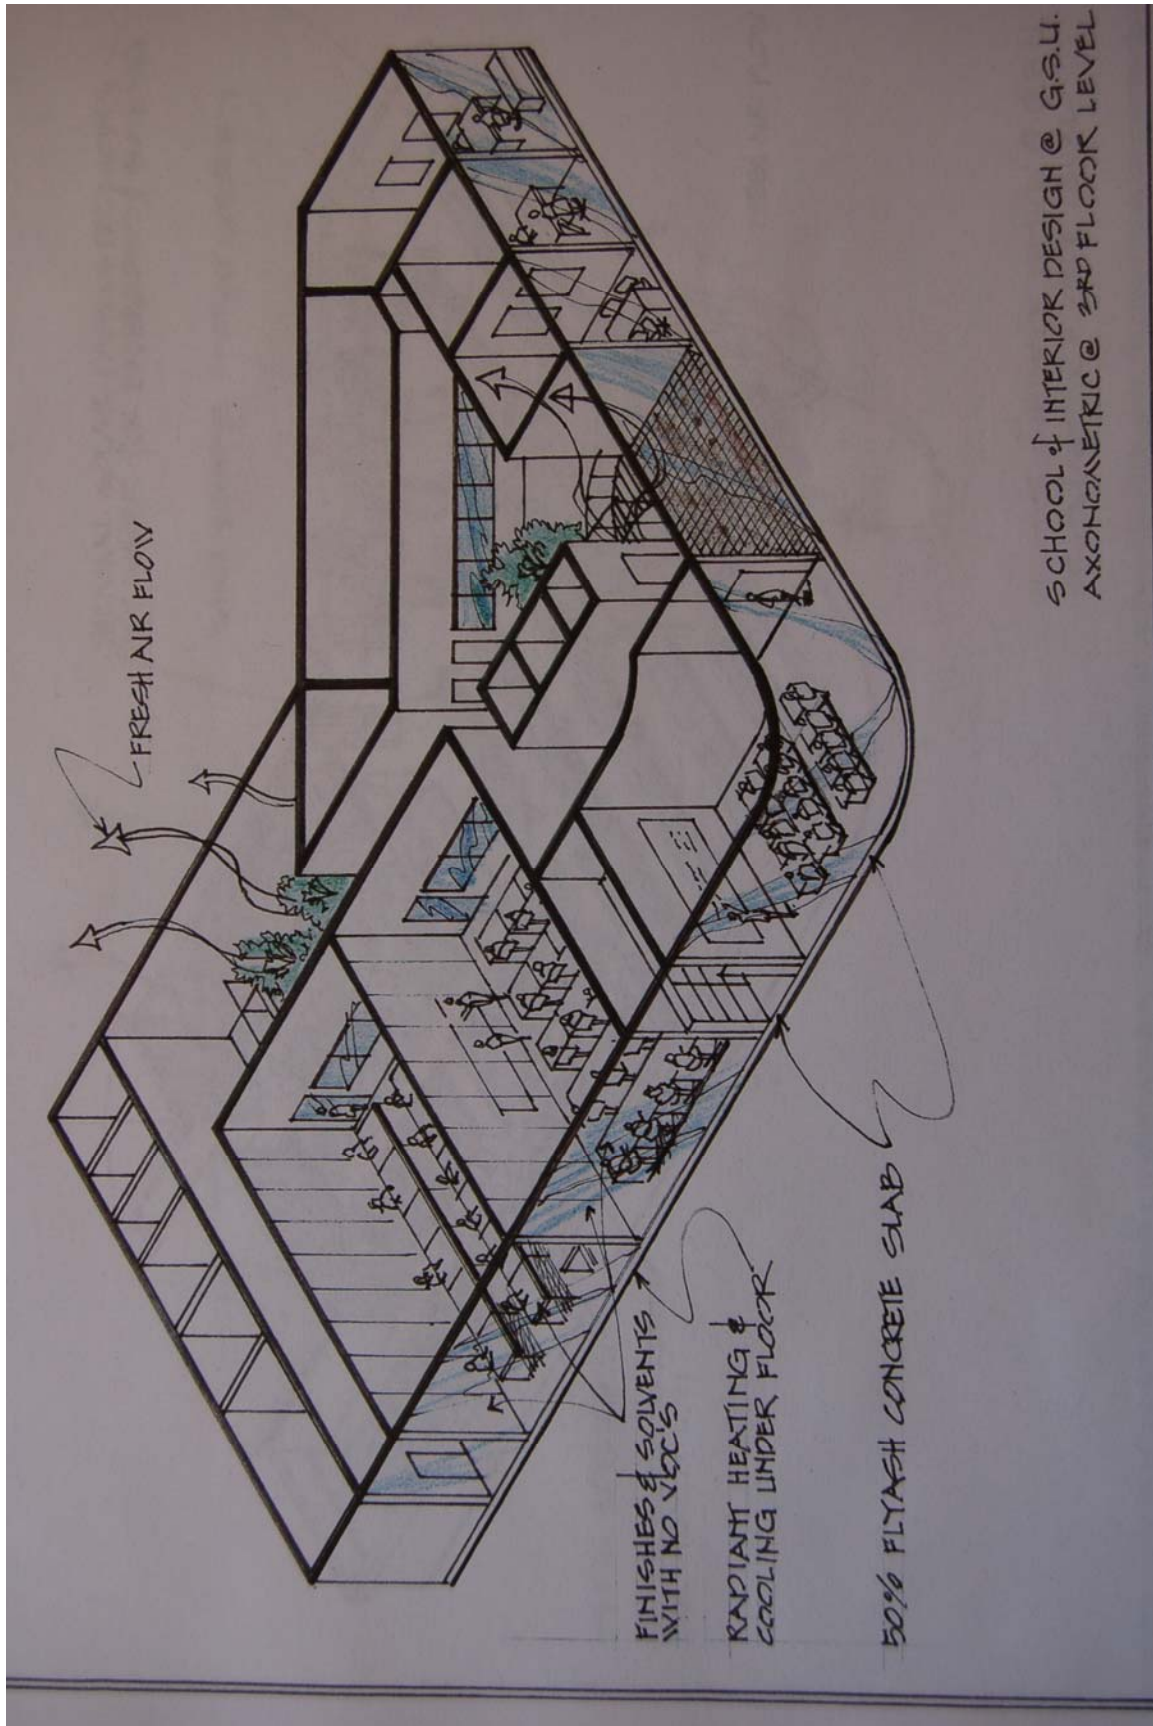 FRESH AIR FLOW
FINISHES & SOLVENTS
WITH NO VOC'S
RADIANT HEATING &
COOLING UNDER FLOOR
50% FLYASH CONCRETE SLAB
SCHOOL of INTERIOR DESIGN @ G.S.U.
AXONOMETRIC @ 3RD FLOOR LEVEL